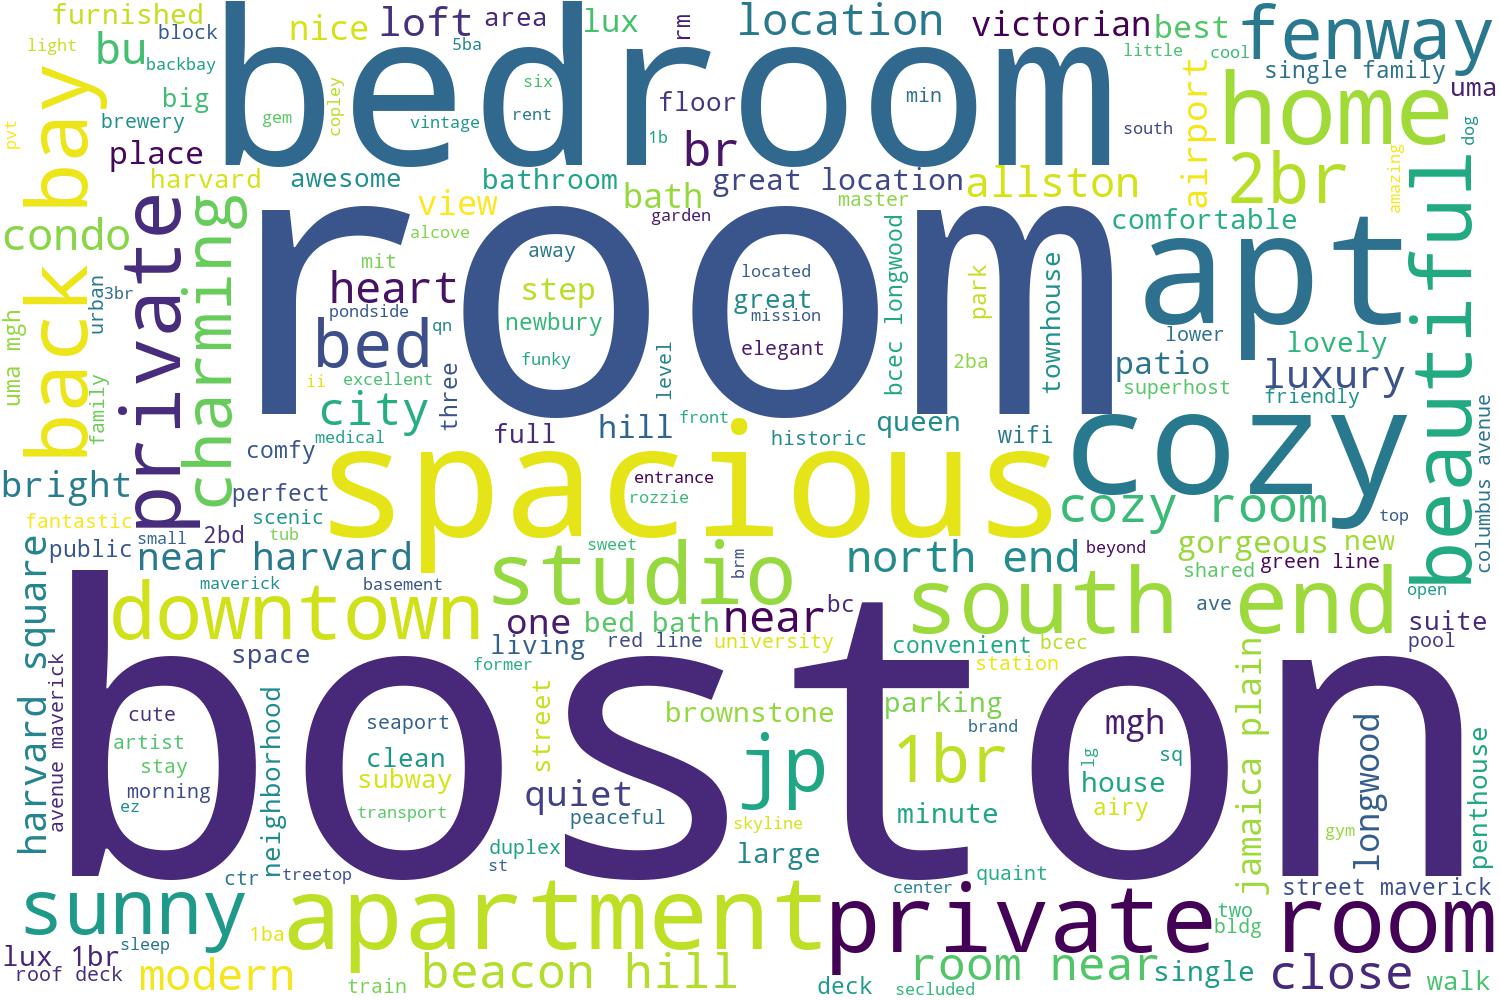 furnished
light
block
bu
backbay
nice
loft
area
5ba
lux
rm
location
victorian
best
little
cool
fenway
single family
uma
bedroom
big
brewery
gem
copley
vintage
six
rent
floor
1b
min
south
airport
home
dog
pvt
place
br
2br
amazing
back bay
harvard
awesome
bathroom
bath
great location
master
allston
comfortable
condo
private
charming
view
alcove
garden
room
apt
beautiful
mit
heart
pondside
away
step
newbury
funky
located
great
mission
elegant
bcec longwood
park
2ba
townhouse
lower
patio
superhost
lovely
luxury
friendly
uma mgh
urban
3br
family
bed
qn
ii
excellent
city
three
medical
level
full
hill
front
historic
queen
wifi
cozy
columbus avenue
bright
comfy
perfect
scenic
spacious
entrance
rozzie
cozy room
top
fantastic
public
small
2bd
tub
near harvard
studio
sweet
brm
north end
beyond
gorgeous
new
shared
green line
harvard square
maverick
basement
downtown
one
bed bath
near
bc
south end
ave
open
suite
pool
avenue maverick
space
living
red line
university
former
convenient
bcec
station
boston
cute
artist
stay
morning
ez
neighborhood
seaport
clean
subway
transport
street
brownstone
parking
brand
jp
1br
mgh
lg
sq
house
airy
jamaica plain
longwood
gym
penthouse
quiet
peaceful
skyline
minute
duplex
st
large
sunny
ctr
treetop
center
quaint
street maverick
apartment
private room
two
bldg
1ba
lux 1br
sleep
roof deck
modern
train
beacon hill
deck
room near
secluded
single
close
walk